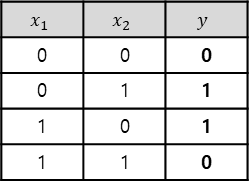 x₁ x₂ y
0 0 0
0 1 1
1 0 1
1 1 0